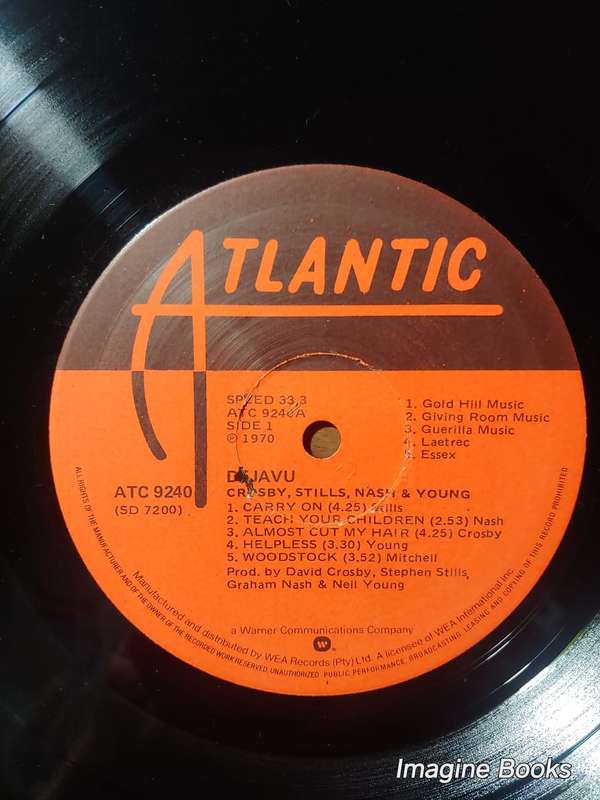 ATLANTIC
SPEED 33,3
ATC 9240A
SIDE 1
℗ 1970
1. Gold Hill Music
2. Giving Room Music
3. Guerilla Music
4. Laetrec
5. Essex
ATC 9240
(SD 7200)
DEJAVU
CROSBY, STILLS, NASH & YOUNG
1. CARRY ON (4.25) Stills
2. TEACH YOUR CHILDREN (2.53) Nash
3. ALMOST CUT MY HAIR (4.25) Crosby
4. HELPLESS (3.30) Young
5. WOODSTOCK (3.52) Mitchell
Prod. by David Crosby, Stephen Stills,
Graham Nash & Neil Young
a Warner Communications Company
Manufactured and distributed by WEA Records (Pty) Ltd. A licensee of WEA International Inc.
ALL RIGHTS OF THE MANUFACTURER AND OF THE OWNER OF THE RECORDED WORK RESERVED. UNAUTHORIZED PUBLIC PERFORMANCE, BROADCASTING, LEASING AND COPYING OF THIS RECORD PROHIBITED
Imagine Books